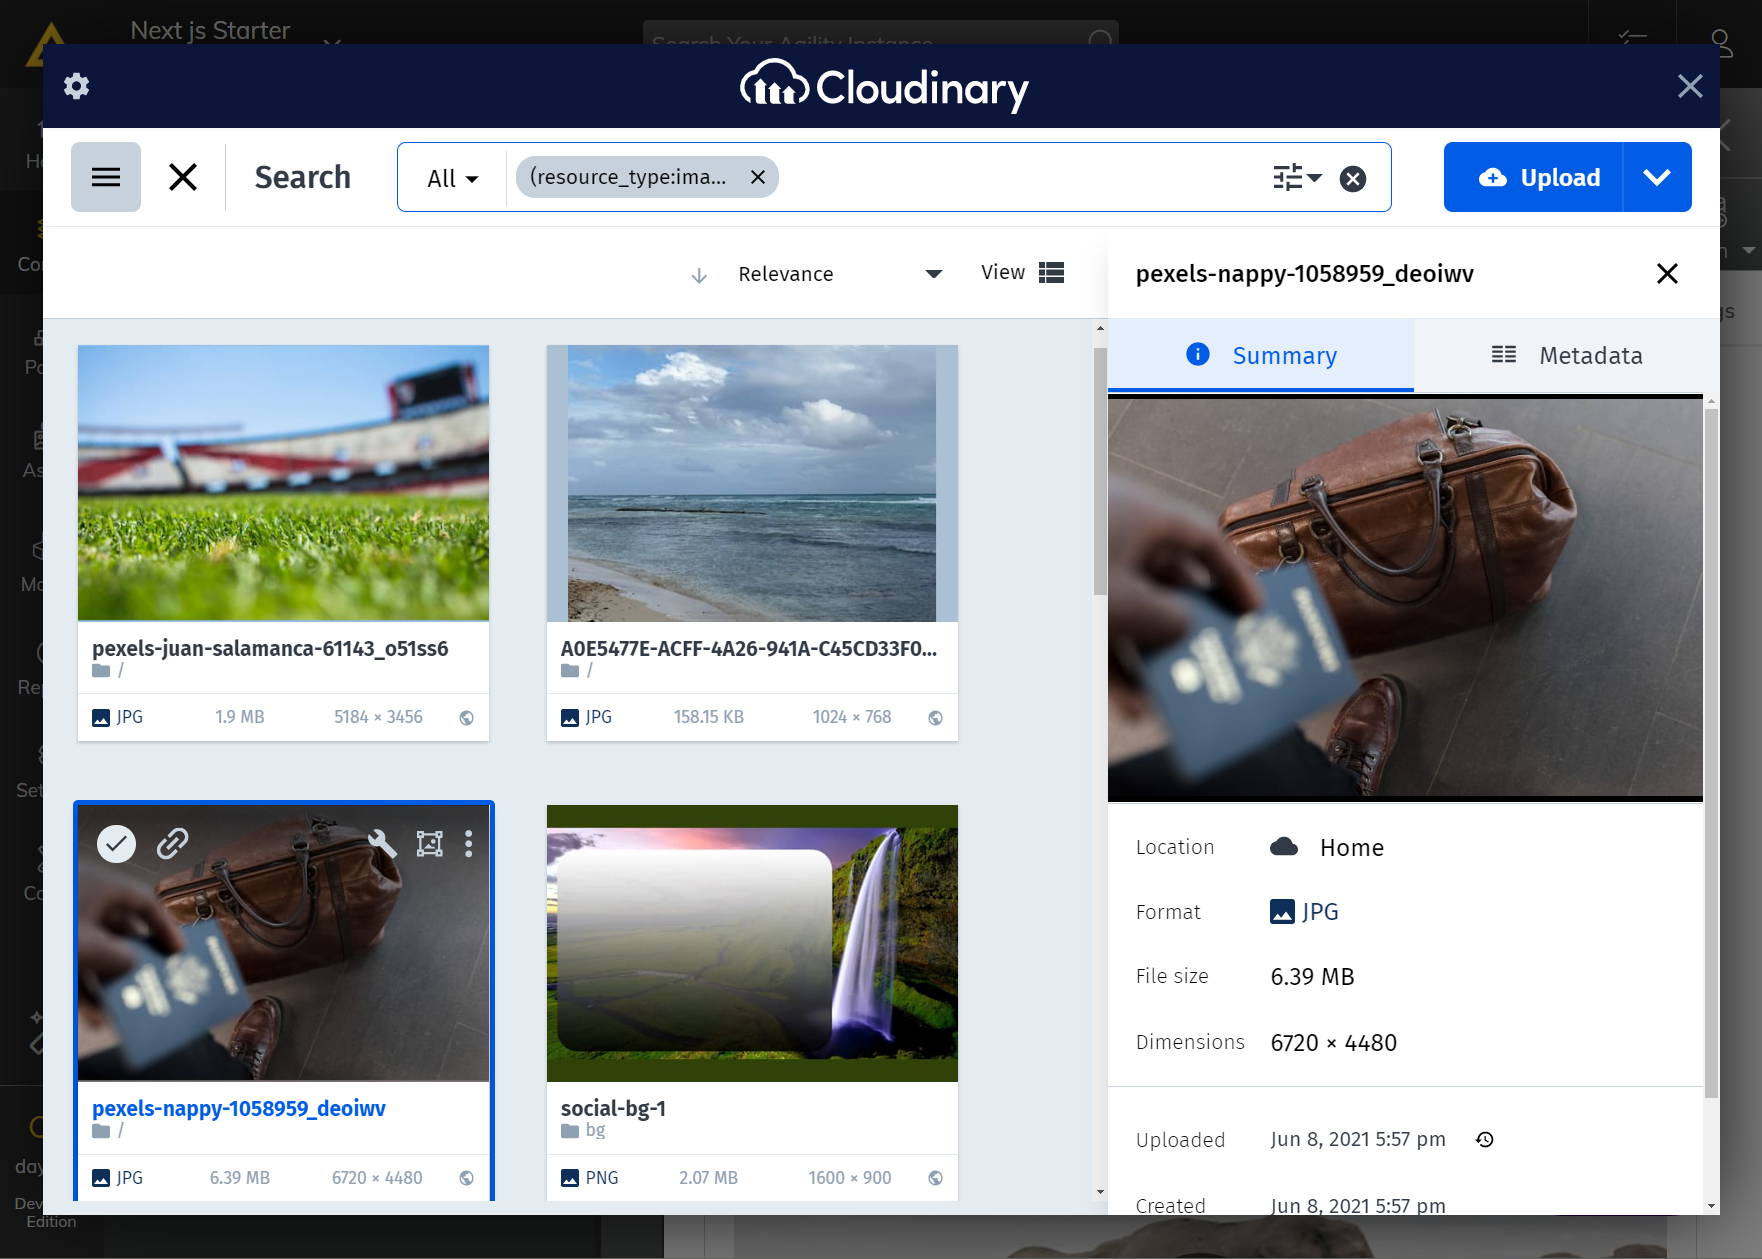 Next js Starter
Search Your Agility Instance
Cloudinary
Search
All
(resource_type:ima...
Upload
Relevance
View
pexels-nappy-1058959_deoiwv
Summary
Metadata
pexels-juan-salamanca-61143_o51ss6
/
JPG 1.9 MB 5184 × 3456
A0E5477E-ACFF-4A26-941A-C45CD33F0...
/
JPG 158.15 KB 1024 × 768
pexels-nappy-1058959_deoiwv
/
JPG 6.39 MB 6720 × 4480
social-bg-1
bg
PNG 2.07 MB 1600 × 900
Location Home
Format JPG
File size 6.39 MB
Dimensions 6720 × 4480
Uploaded Jun 8, 2021 5:57 pm
Created Jun 8, 2021 5:57 pm
Edition